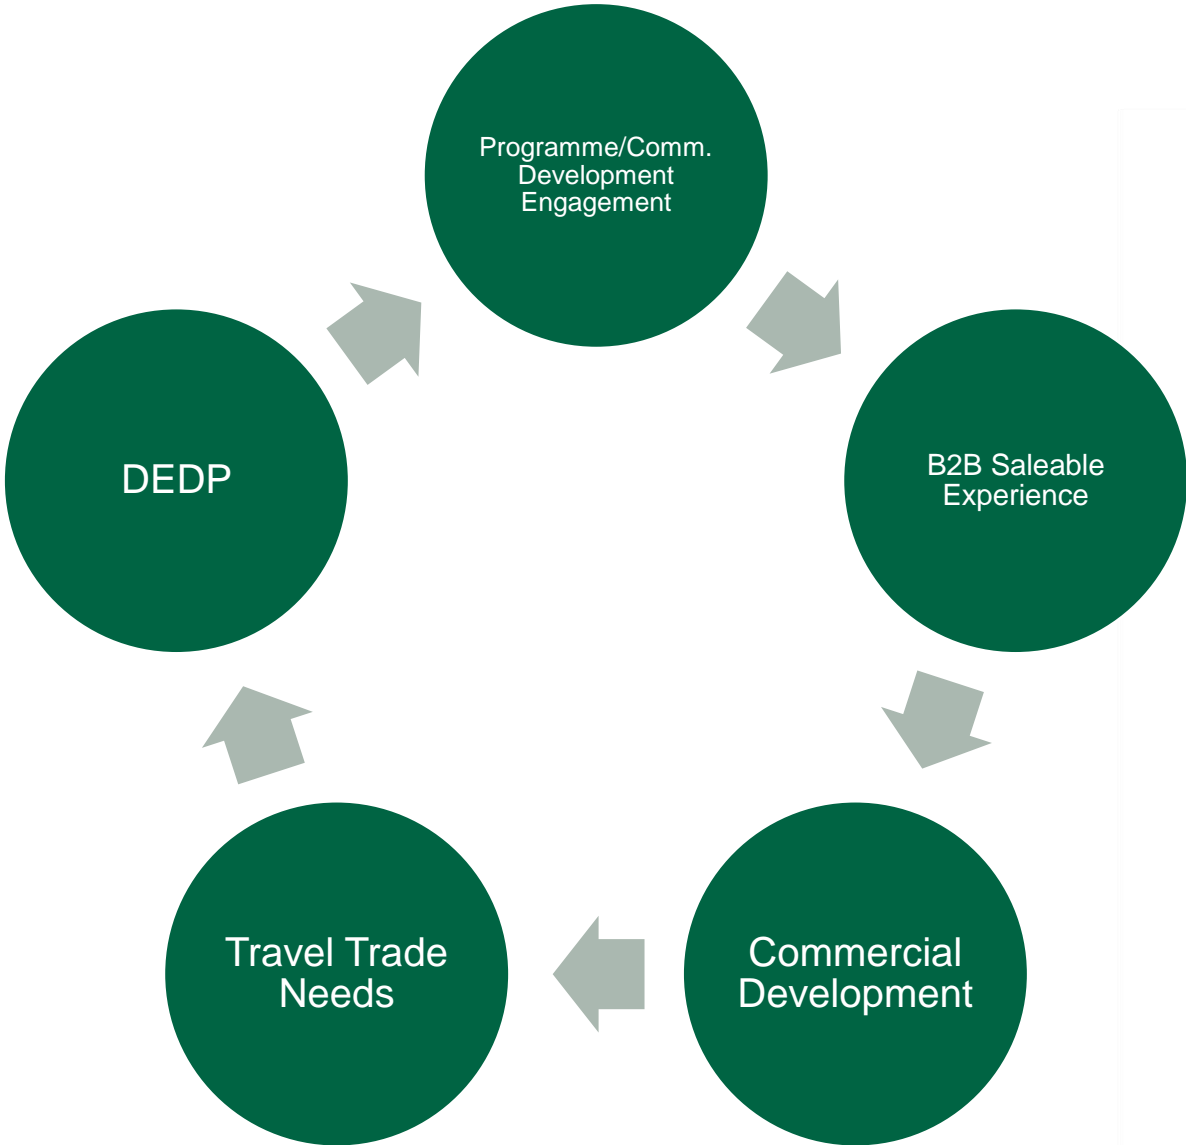 Programme/Comm.
Development
Engagement
B2B Saleable
Experience
DEDP
Travel Trade
Needs
Commercial
Development